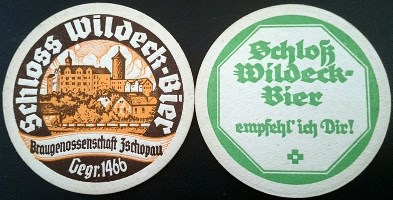 Schloss Wildeck-Bier
Braugenossenschaft Zschopau
Gegr. 1466
Schloß
Wildeck-
Bier
empfehl' ich Dir!